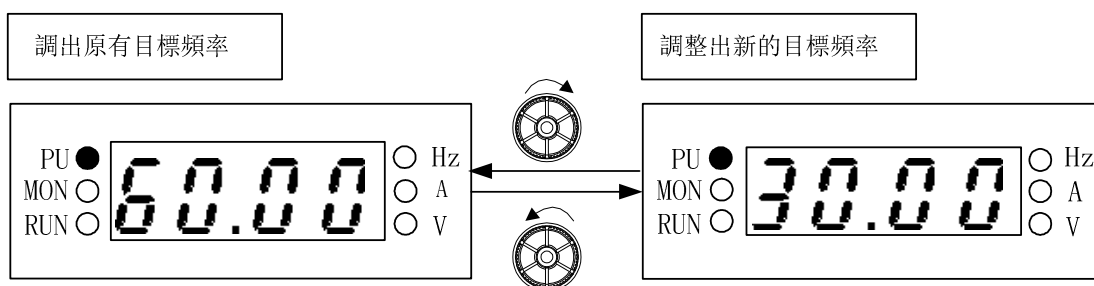 調出原有目標頻率
調整出新的目標頻率
PU 60.00 Hz
MON A
RUN V
PU 30.00 Hz
MON A
RUN V